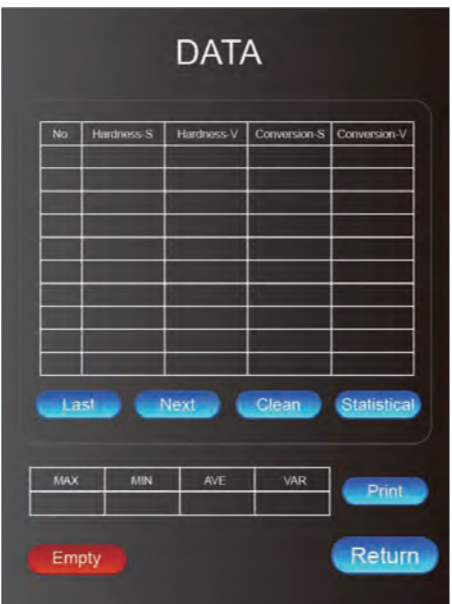 DATA
No. Hardness-S Hardness-V Conversion-S Conversion-V
Last Next Clean Statistical
MAX MIN AVE VAR
Print
Empty Return